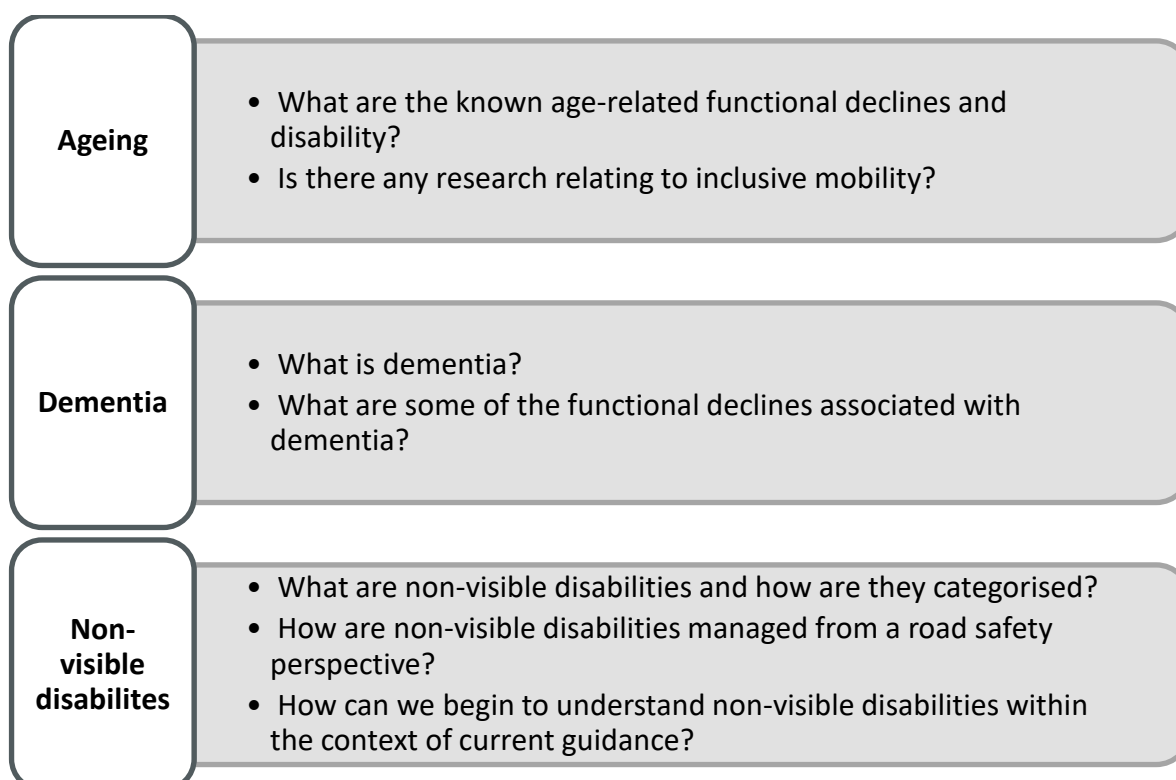 Ageing
• What are the known age-related functional declines and
disability?
• Is there any research relating to inclusive mobility?
Dementia
• What is dementia?
• What are some of the functional declines associated with
dementia?
Non-
visible
disabilites
• What are non-visible disabilities and how are they categorised?
• How are non-visible disabilities managed from a road safety
perspective?
• How can we begin to understand non-visible disabilities within
the context of current guidance?